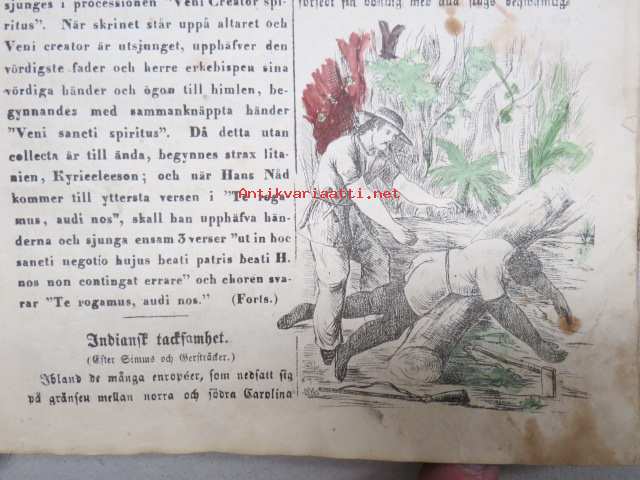 sjunges i processionen "Veni Creator spi-
ritus". När skrinet står uppå altaret och
Veni creator är utsjunget, upphäfver den
vördigste fader och herre erkebispen sina
vördiga händer och ögon till himlen, be-
gynnandes med sammanknäppta händer
"Veni sancti spiritus". Då detta utan
collecta är till ända, begynnes strax lita-
nien, Kyrieeleeson; och när Hans Nåd
kommer till yttersta versen i "Te roga-
mus, audi nos", skall han upphäfva hän-
derna och sjunga ensam 3 verser "ut in hoc
sancti negotio hujus beati patris beati H.
nos non contingat errare" och choren sva-
rar "Te rogamus, audi nos." (Forts.)
Indiansk tacksamhet.
(Efter Simms och Gerstäcker.)
Ibland de många européer, som nedsatt sig
på gränsen mellan norra och södra Carolina
försedt sin boning med
Antikvariaatti.net